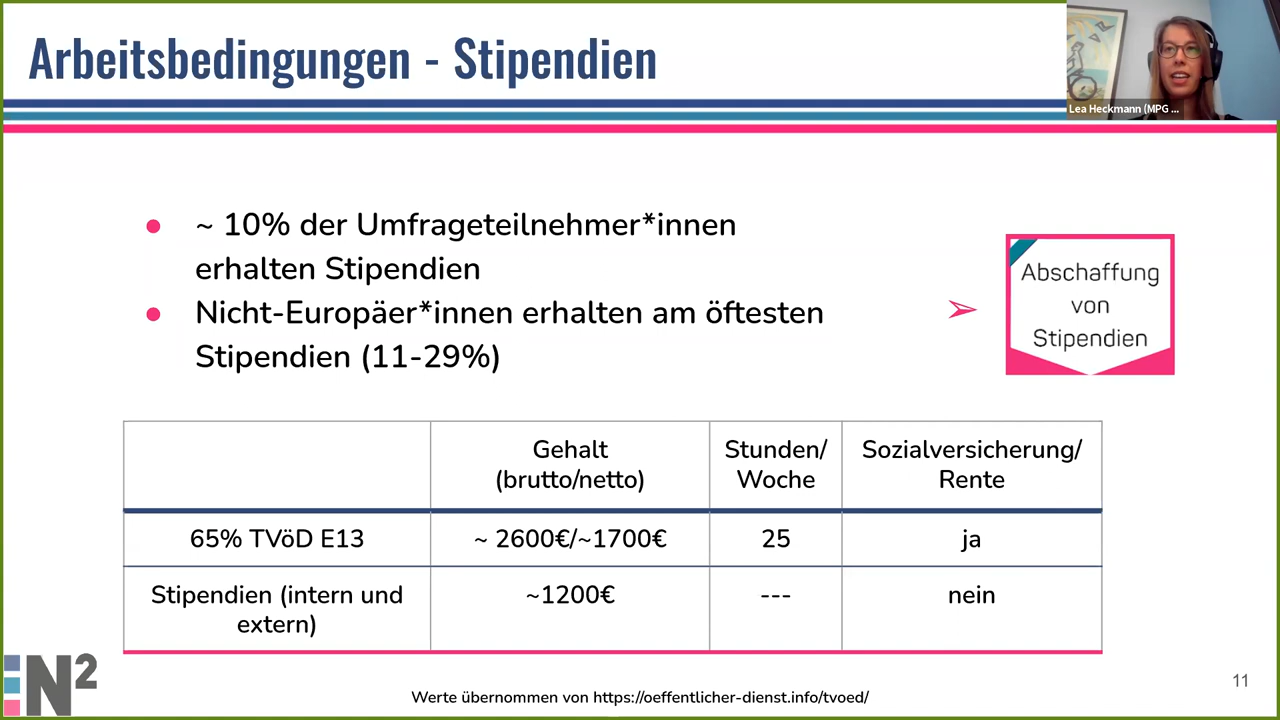 Arbeitsbedingungen - Stipendien
Lea Heckmann (MPG ...
● ~ 10% der Umfrageteilnehmer*innen
erhalten Stipendien
● Nicht-Europäer*innen erhalten am öftesten
Stipendien (11-29%)
➢
Abschaffung
von
Stipendien
Gehalt
(brutto/netto)
Stunden/
Woche
Sozialversicherung/
Rente
65% TVöD E13
~ 2600€/~1700€
25
ja
Stipendien (intern und
extern)
~1200€
---
nein
N²
Werte übernommen von https://oeffentlicher-dienst.info/tvoed/
11